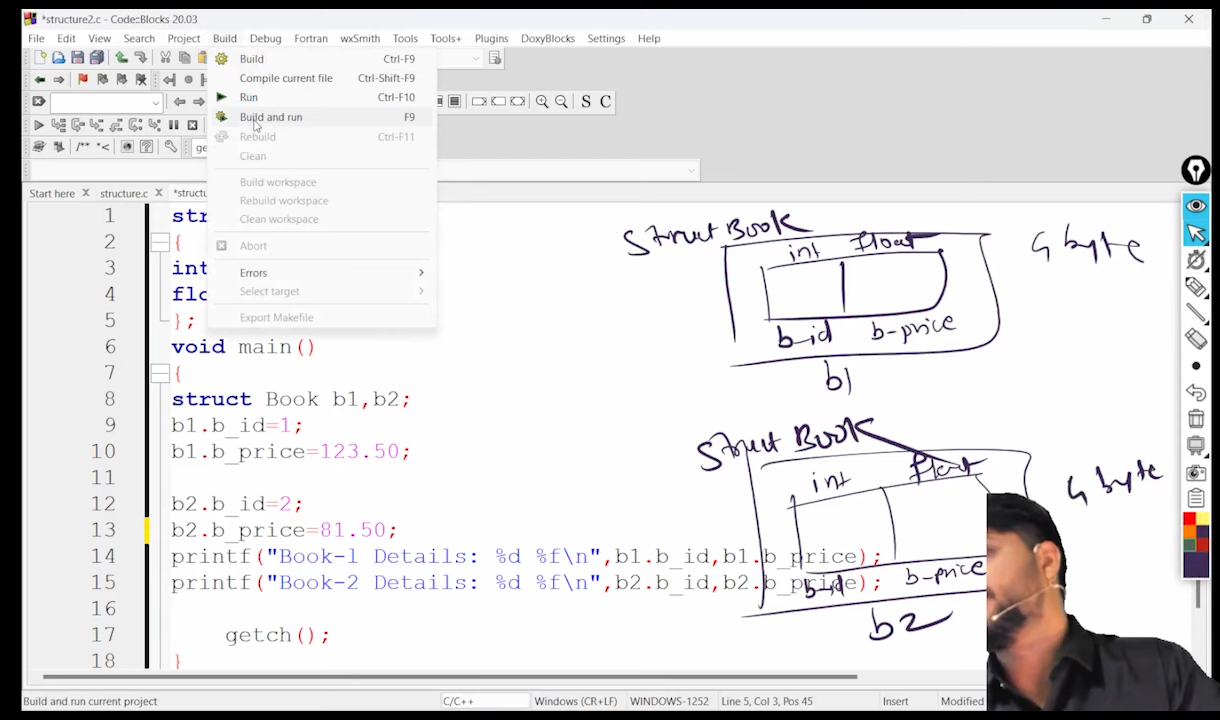 *structure2.c - Code::Blocks 20.03
File Edit View Search Project Build Debug Fortran wxSmith Tools Tools+ Plugins DoxyBlocks Settings Help
Build Ctrl-F9
Compile current file Ctrl-Shift-F9
Run Ctrl-F10
Build and run F9
Rebuild Ctrl-F11
Clean
Build workspace
Rebuild workspace
Clean workspace
Abort
Errors
Select target
Export Makefile
S C
/** *<
Start here structure.c *structu
1 str
2 {
3 int
4 flo
5 };
6 void main()
7 {
8 struct Book b1,b2;
9 b1.b_id=1;
10 b1.b_price=123.50;
11
12 b2.b_id=2;
13 b2.b_price=81.50;
14 printf("Book-1 Details: %d %f\n",b1.b_id,b1.b_price);
15 printf("Book-2 Details: %d %f\n",b2.b_id,b2.b_price);
16
17 getch();
18 }
Struct Book
int float
b-id b-price
b1
4 byte
Struct Book
int float
b-id b-price
b2
4 byte
Build and run current project C/C++ Windows (CR+LF) WINDOWS-1252 Line 5, Col 3, Pos 45 Insert Modified